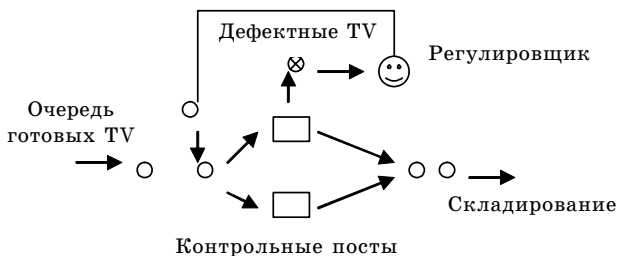 Дефектные TV
Регулировщик
Очередь
готовых TV
Складирование
Контрольные посты